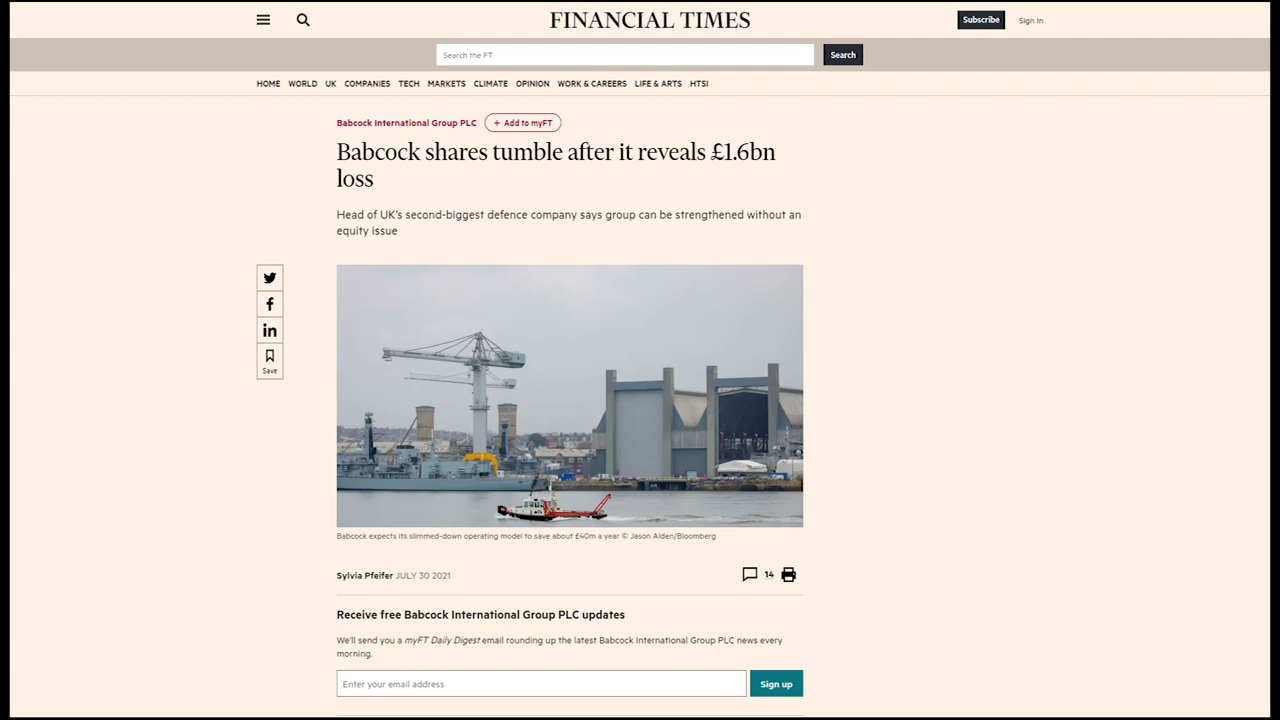 FINANCIAL TIMES
Subscribe
Sign In
Search the FT
Search
HOME WORLD UK COMPANIES TECH MARKETS CLIMATE OPINION WORK & CAREERS LIFE & ARTS HTSI
Babcock International Group PLC
+ Add to myFT
Babcock shares tumble after it reveals £1.6bn
loss
Head of UK's second-biggest defence company says group can be strengthened without an
equity issue
Save
Babcock expects its slimmed-down operating model to save about £40m a year © Jason Alden/Bloomberg
Sylvia Pfeifer JULY 30 2021
14
Receive free Babcock International Group PLC updates
We'll send you a myFT Daily Digest email rounding up the latest Babcock International Group PLC news every
morning.
Enter your email address
Sign up